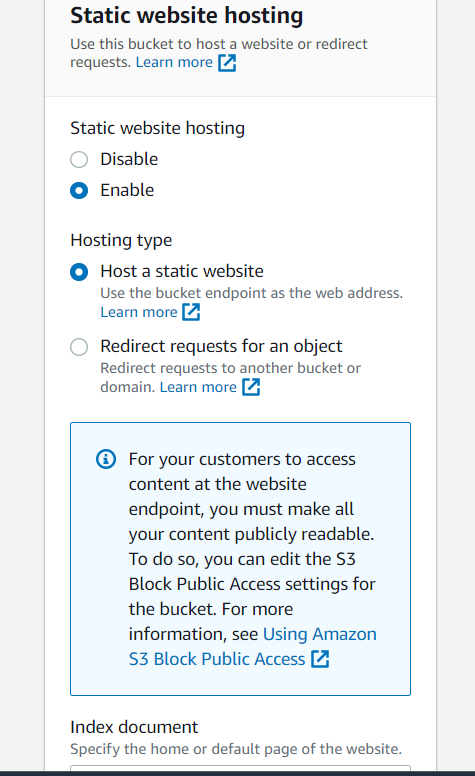 Static website hosting
Use this bucket to host a website or redirect
requests. Learn more
Static website hosting
Disable
Enable
Hosting type
Host a static website
Use the bucket endpoint as the web address.
Learn more
Redirect requests for an object
Redirect requests to another bucket or
domain. Learn more
For your customers to access
content at the website
endpoint, you must make all
your content publicly readable.
To do so, you can edit the S3
Block Public Access settings for
the bucket. For more
information, see Using Amazon
S3 Block Public Access
Index document
Specify the home or default page of the website.